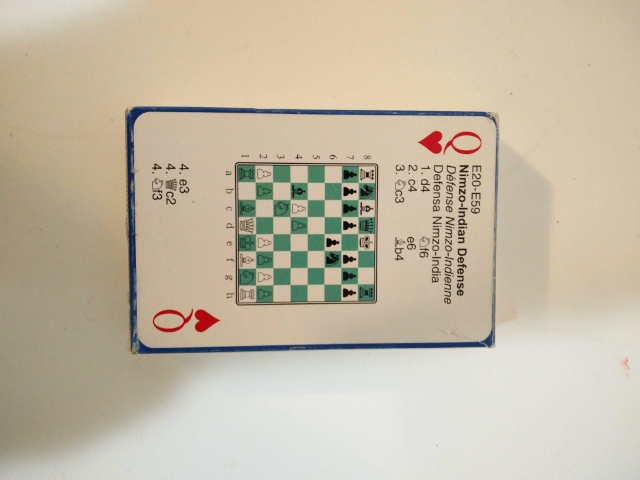 Q
E20-E59
Nimzo-Indian Defense
Défense Nimzo-Indienne
Defensa Nimzo-India
1. d4 ♘f6
2. c4 e6
3. ♘c3 ♗b4
8
7
6
5
4
3
2
1
a b c d e f g h
4. e3
4. ♕c2
4. ♘f3
Q